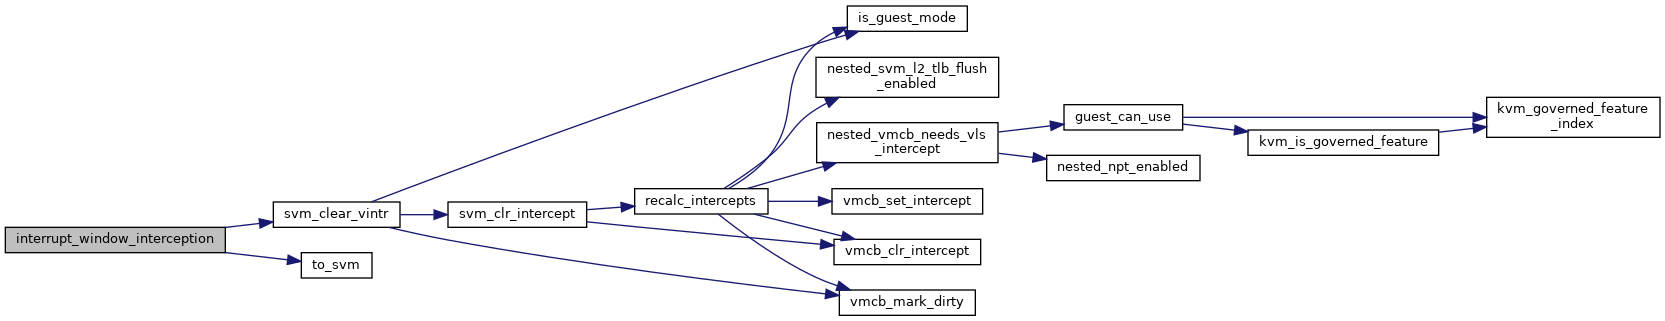 interrupt_window_interception
svm_clear_vintr
to_svm
svm_clr_intercept
recalc_intercepts
is_guest_mode
nested_svm_l2_tlb_flush
_enabled
nested_vmcb_needs_vls
_intercept
vmcb_set_intercept
vmcb_clr_intercept
vmcb_mark_dirty
guest_can_use
nested_npt_enabled
kvm_is_governed_feature
kvm_governed_feature
_index